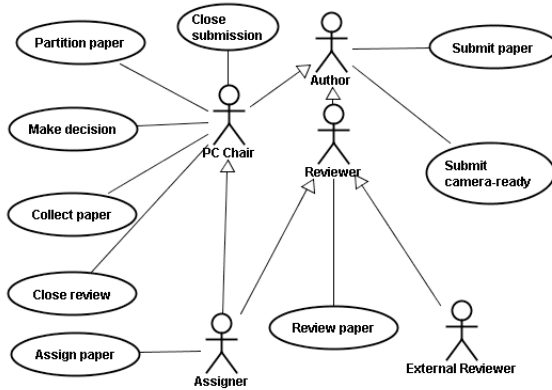 Close
submission
Partition paper
Submit paper
Author
Make decision
PC Chair
Reviewer
Submit
camera-ready
Collect paper
Close review
Review paper
Assign paper
External Reviewer
Assigner